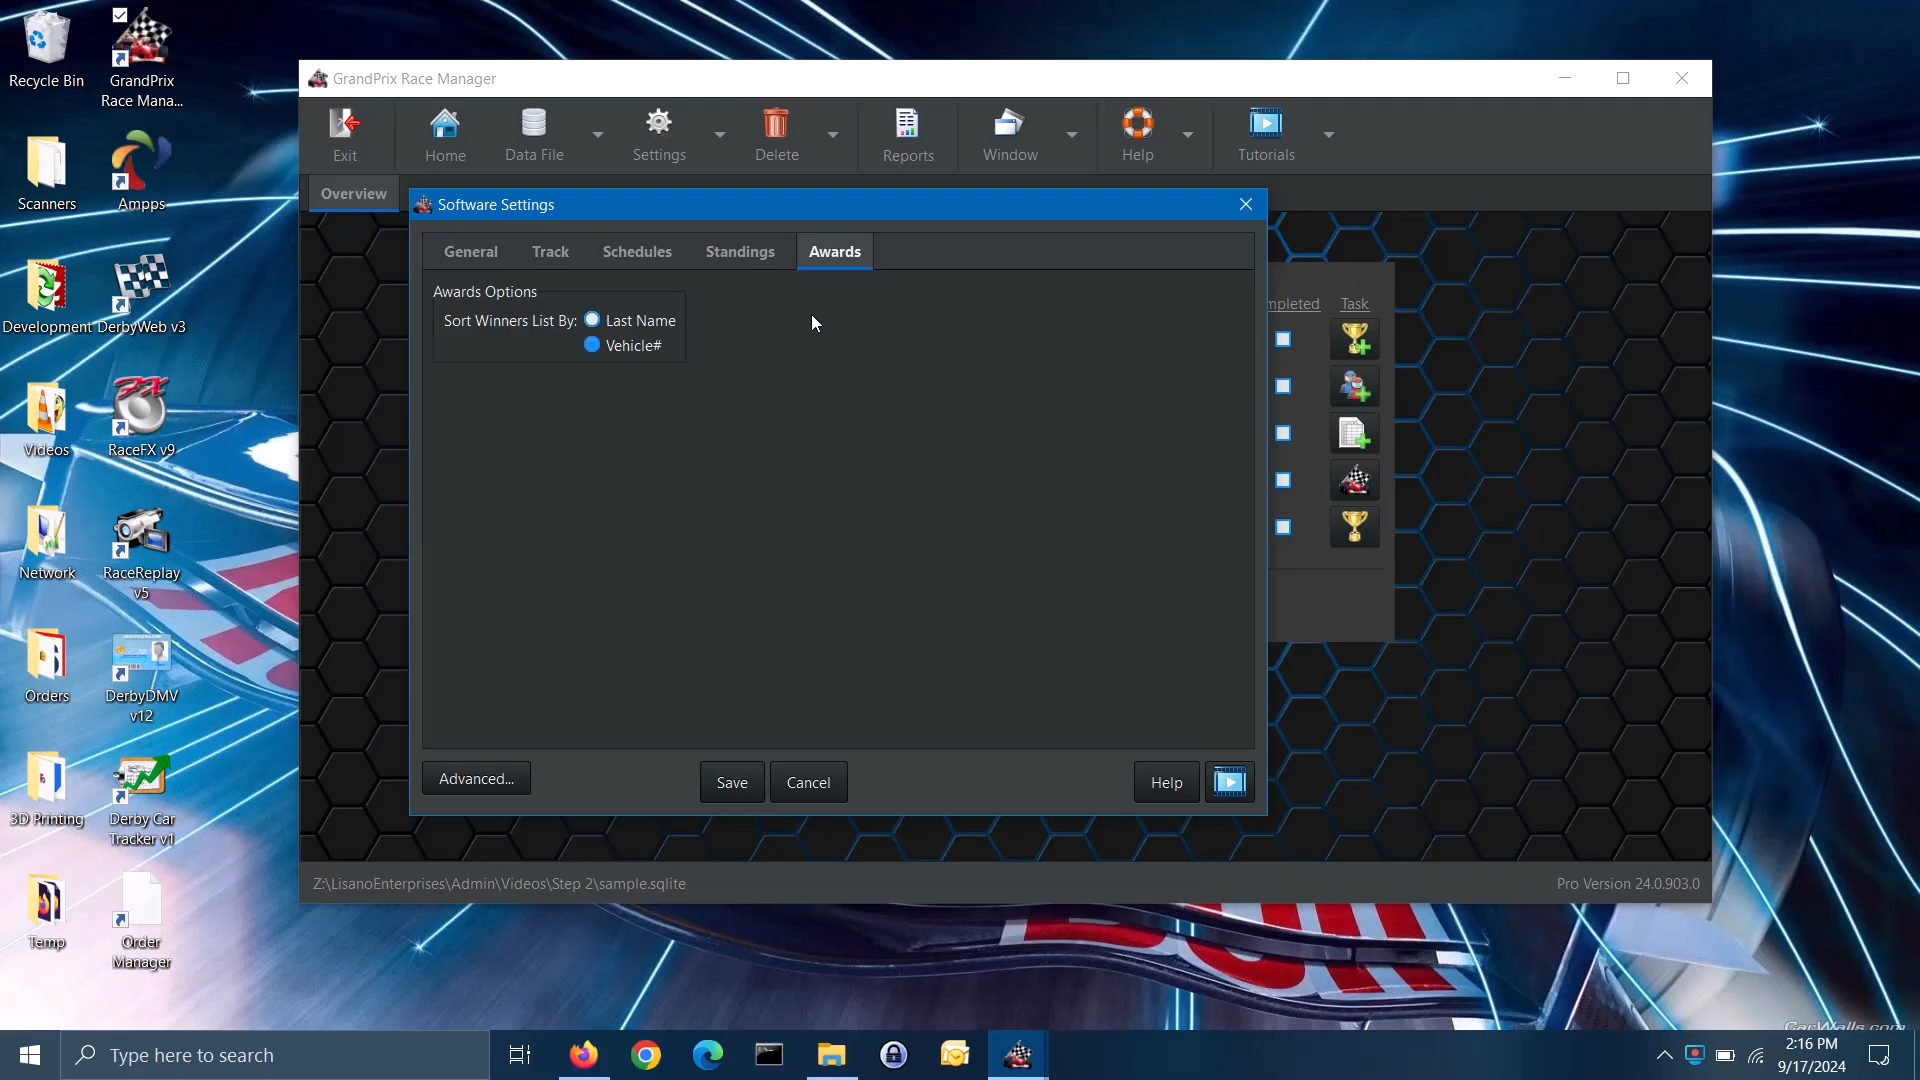 Recycle Bin
GrandPrix
Race Mana...
Scanners
Ampps
Development
DerbyWeb v3
Videos
RaceFX v9
Network
RaceReplay
v5
Orders
DerbyDMV
v12
3D Printing
Derby Car
Tracker v1
Temp
Order
Manager
GrandPrix Race Manager
Exit
Home
Data File
Settings
Delete
Reports
Window
Help
Tutorials
Overview
Software Settings
General
Track
Schedules
Standings
Awards
Awards Options
Sort Winners List By:
Last Name
Vehicle#
mpleted
Task
Advanced...
Save
Cancel
Help
Z:\LisanoEnterprises\Admin\Videos\Step 2\sample.sqlite
Pro Version 24.0.903.0
CarWalls.com
Type here to search
2:16 PM
9/17/2024